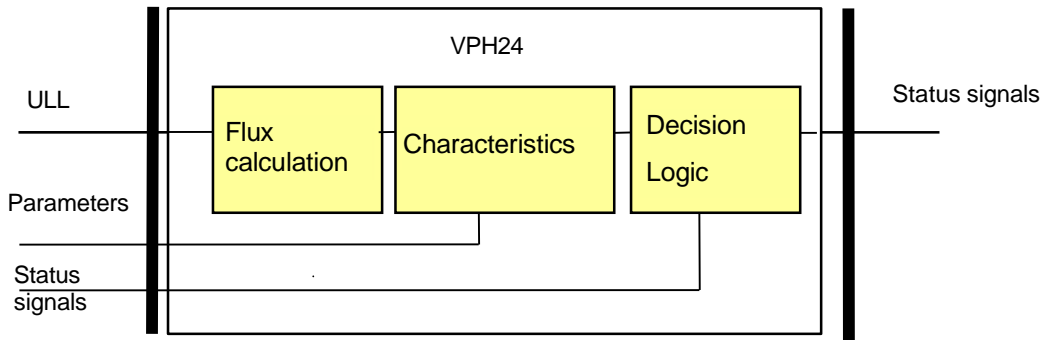 VPH24
ULL
Status signals
Flux
calculation
Characteristics
Decision
Logic
Parameters
Status
signals